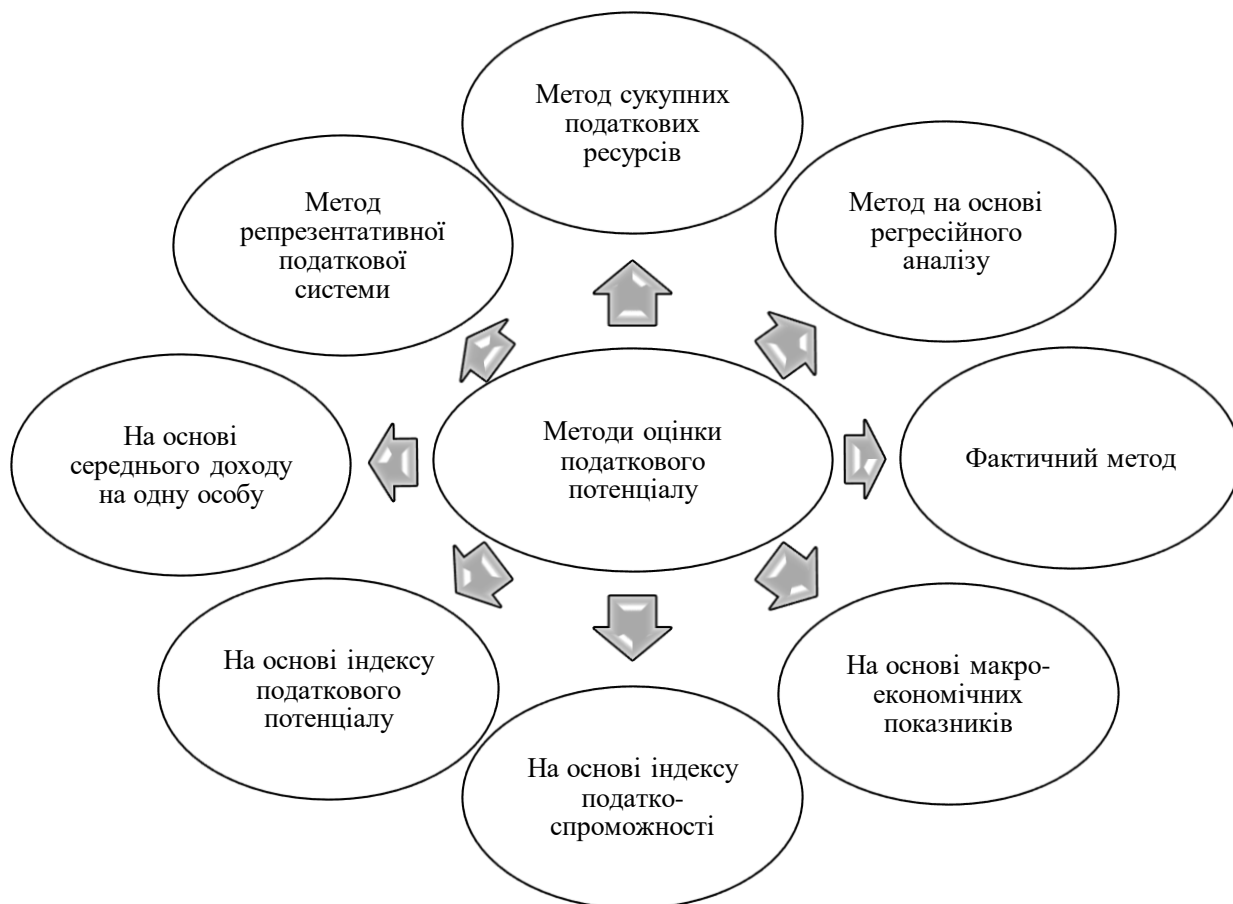 Метод сукупних
податкових
ресурсів
Метод
репрезентативної
податкової
системи
Метод на основі
регресійного
аналізу
На основі
середнього доходу
на одну особу
Методи оцінки
податкового
потенціалу
Фактичний метод
На основі індексу
податкового
потенціалу
На основі макро-
економічних
показників
На основі індексу
податко-
спроможності